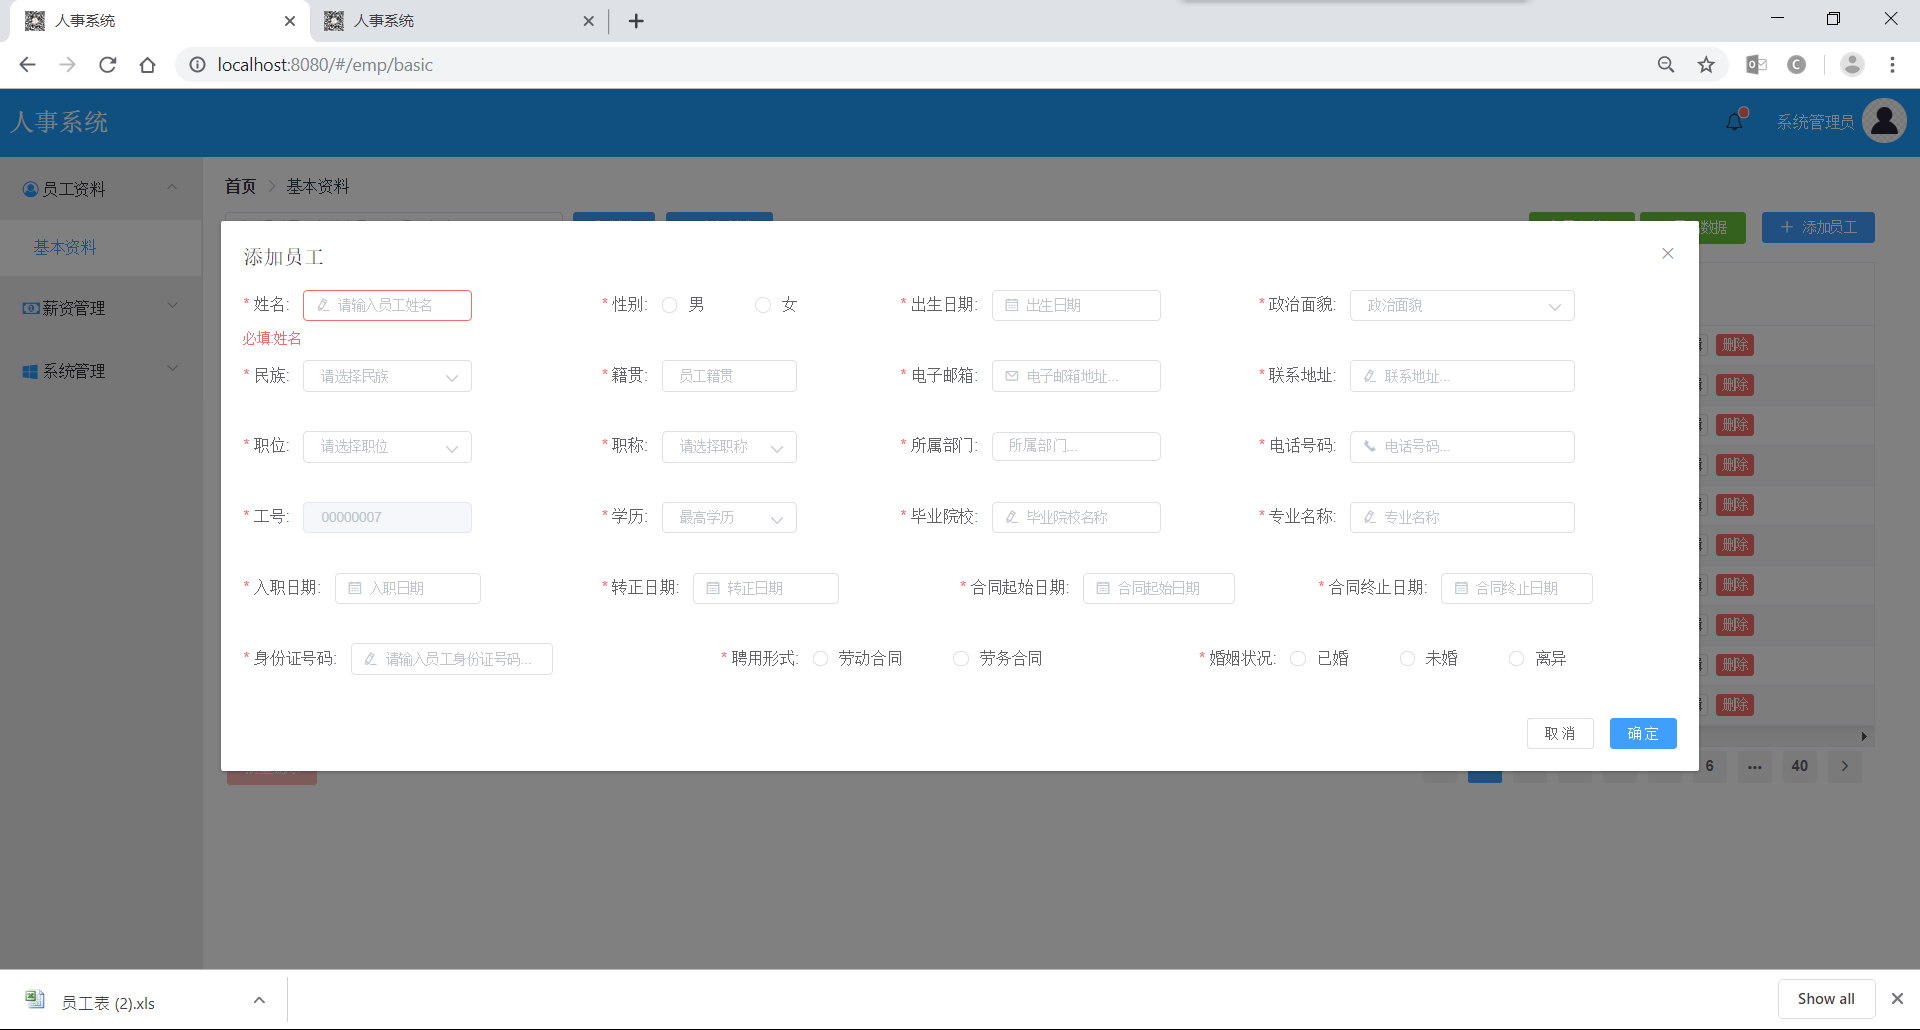 人事系统
人事系统
localhost:8080/#/emp/basic
人事系统
系统管理员
员工资料
首页 > 基本资料
基本资料
数据
添加员工
薪资管理
系统管理
添加员工
* 姓名: 请输入员工姓名 * 性别: 男 女 * 出生日期: 出生日期 * 政治面貌: 政治面貌
必填:姓名
* 民族: 请选择民族 * 籍贯: 员工籍贯 * 电子邮箱: 电子邮箱地址... * 联系地址: 联系地址...
* 职位: 请选择职位 * 职称: 请选择职称 * 所属部门: 所属部门... * 电话号码: 电话号码...
* 工号: 00000007 * 学历: 最高学历 * 毕业院校: 毕业院校名称 * 专业名称: 专业名称
* 入职日期: 入职日期 * 转正日期: 转正日期 * 合同起始日期: 合同起始日期 * 合同终止日期: 合同终止日期
* 身份证号码: 请输入员工身份证号码... * 聘用形式: 劳动合同 劳务合同 * 婚姻状况: 已婚 未婚 离异
取消 确定
删除
删除
删除
删除
删除
删除
删除
删除
删除
删除
6 ... 40
员工表 (2).xls
Show all